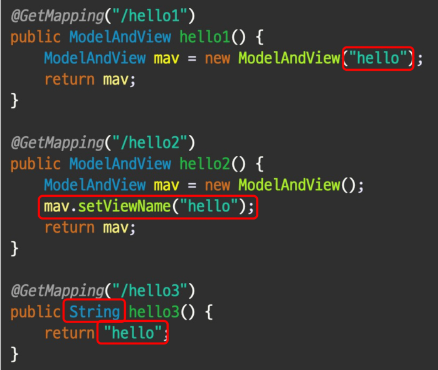 @GetMapping("/hello1")
public ModelAndView hello1() {
    ModelAndView mav = new ModelAndView("hello");
    return mav;
}
@GetMapping("/hello2")
public ModelAndView hello2() {
    ModelAndView mav = new ModelAndView();
    mav.setViewName("hello");
    return mav;
}
@GetMapping("/hello3")
public String hello3() {
    return "hello";
}